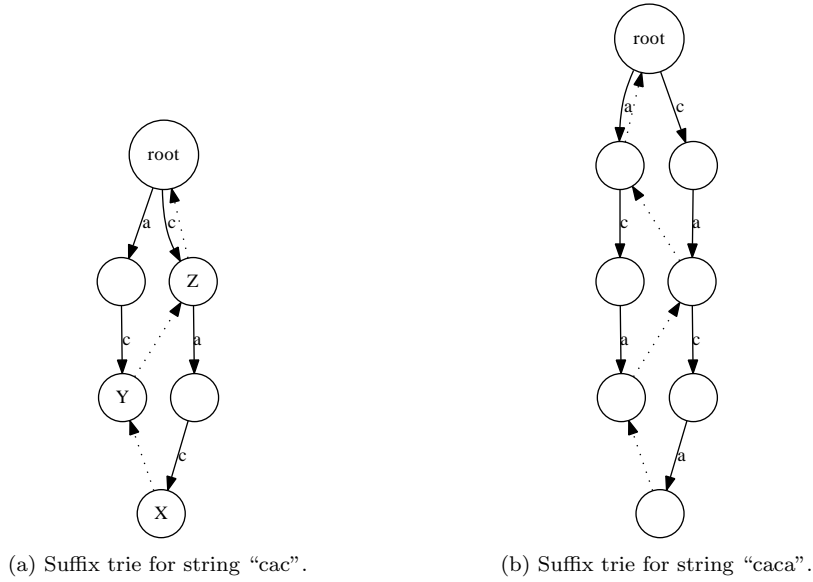 root
a
c
Z
c
a
Y
c
X
(a) Suffix trie for string “cac”.
root
a
c
c
a
a
c
a
(b) Suffix trie for string “caca”.